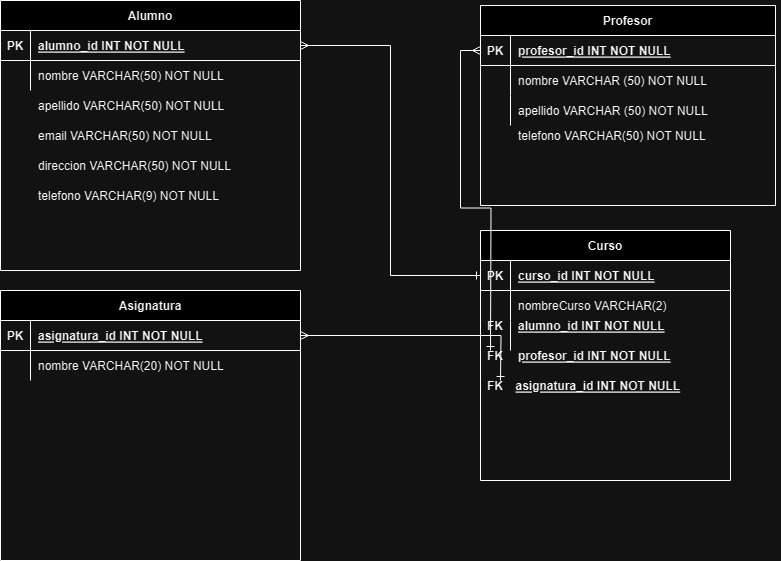 Alumno
PK alumno_id INT NOT NULL
nombre VARCHAR(50) NOT NULL
apellido VARCHAR(50) NOT NULL
email VARCHAR(50) NOT NULL
direccion VARCHAR(50) NOT NULL
telefono VARCHAR(9) NOT NULL
Profesor
PK profesor_id INT NOT NULL
nombre VARCHAR (50) NOT NULL
apellido VARCHAR (50) NOT NULL
telefono VARCHAR(50) NOT NULL
Asignatura
PK asignatura_id INT NOT NULL
nombre VARCHAR(20) NOT NULL
Curso
PK curso_id INT NOT NULL
nombreCurso VARCHAR(2)
FK alumno_id INT NOT NULL
FK profesor_id INT NOT NULL
FK asignatura_id INT NOT NULL